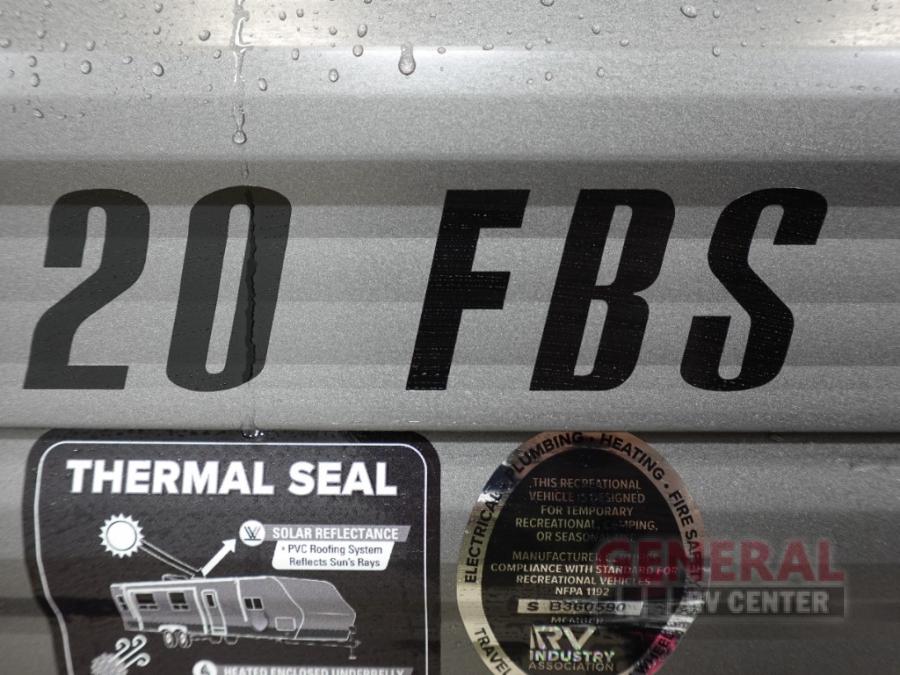 20 FBS
THERMAL SEAL
SOLAR REFLECTANCE
• PVC Roofing System
Reflects Sun's Rays
HEATED ENCLOSED UNDERBELLY
ELECTRICAL • PLUMBING • HEATING • FIRE
THIS RECREATIONAL
VEHICLE IS DESIGNED
FOR TEMPORARY
RECREATIONAL, CAMPING,
OR SEASONAL
MANUFACTURER
COMPLIANCE WITH STANDARD FOR
RECREATIONAL VEHICLES
NFPA 1192
S B360590
MEMBER
RV
INDUSTRY
ASSOCIATION
TRAVEL
WHEEL
GENERAL
RV CENTER